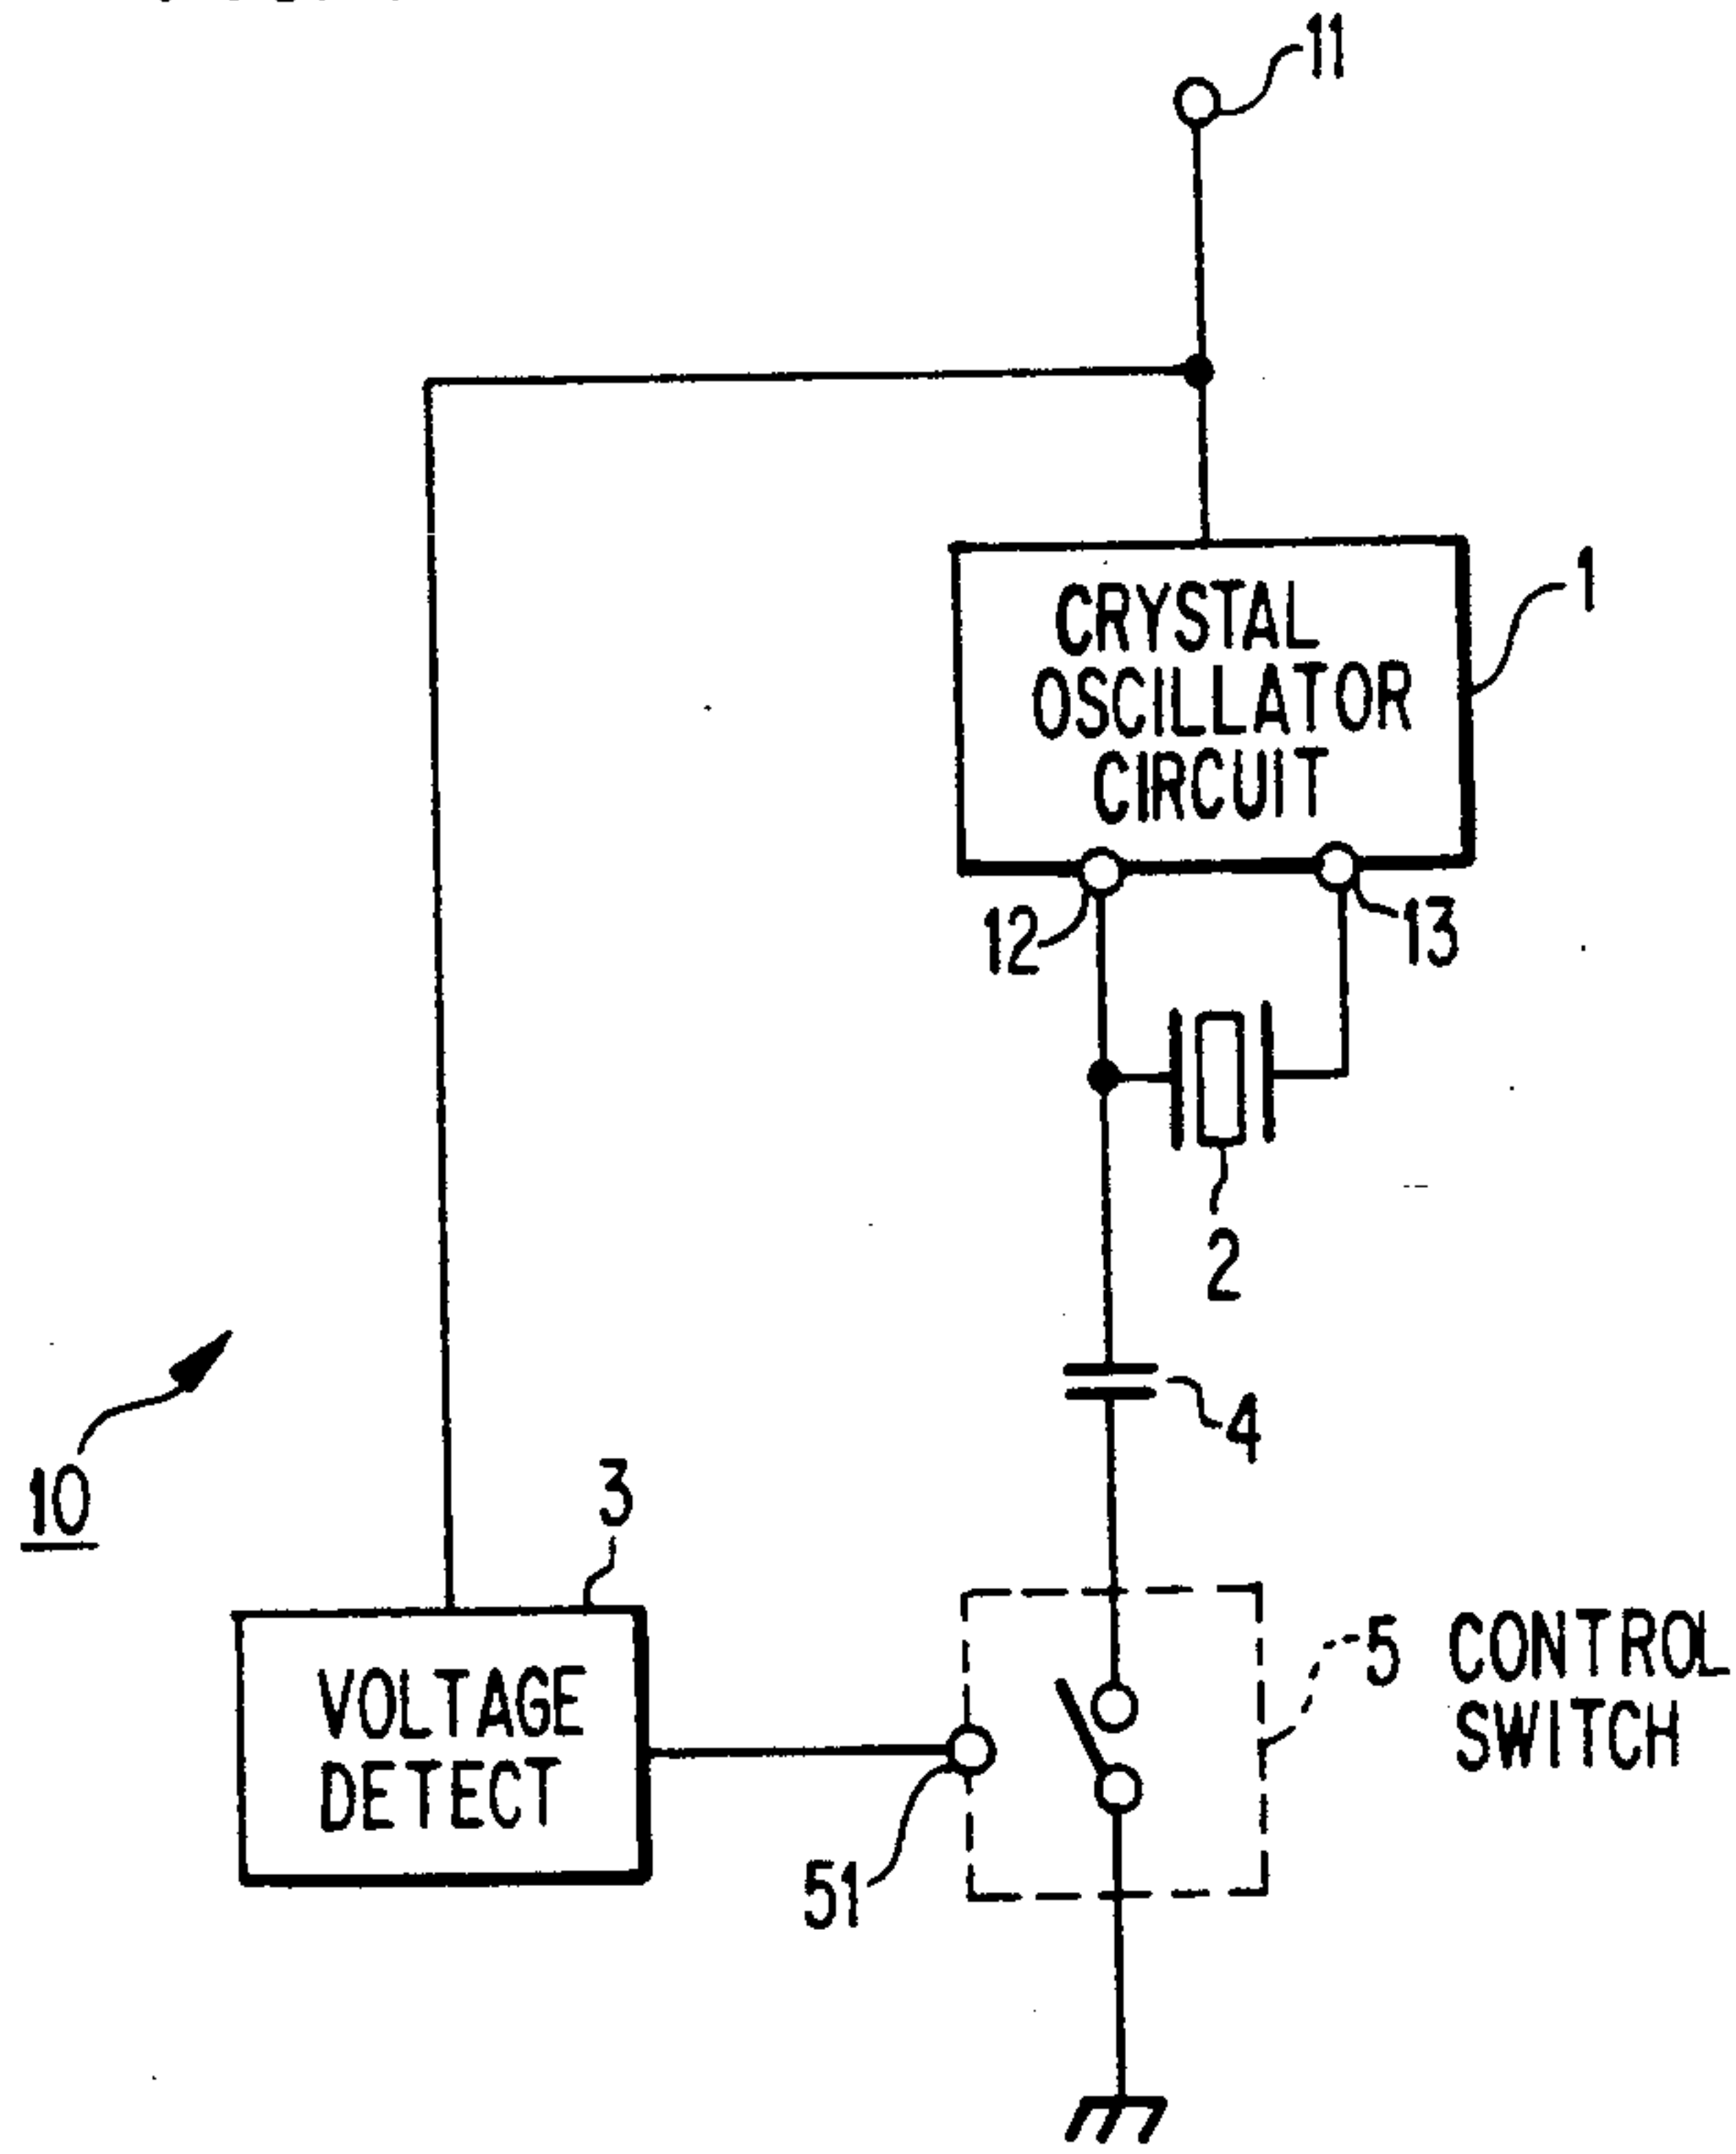 11
CRYSTAL
OSCILLATOR
CIRCUIT
1
12
13
2
4
10
3
VOLTAGE
DETECT
51
5 CONTROL
SWITCH